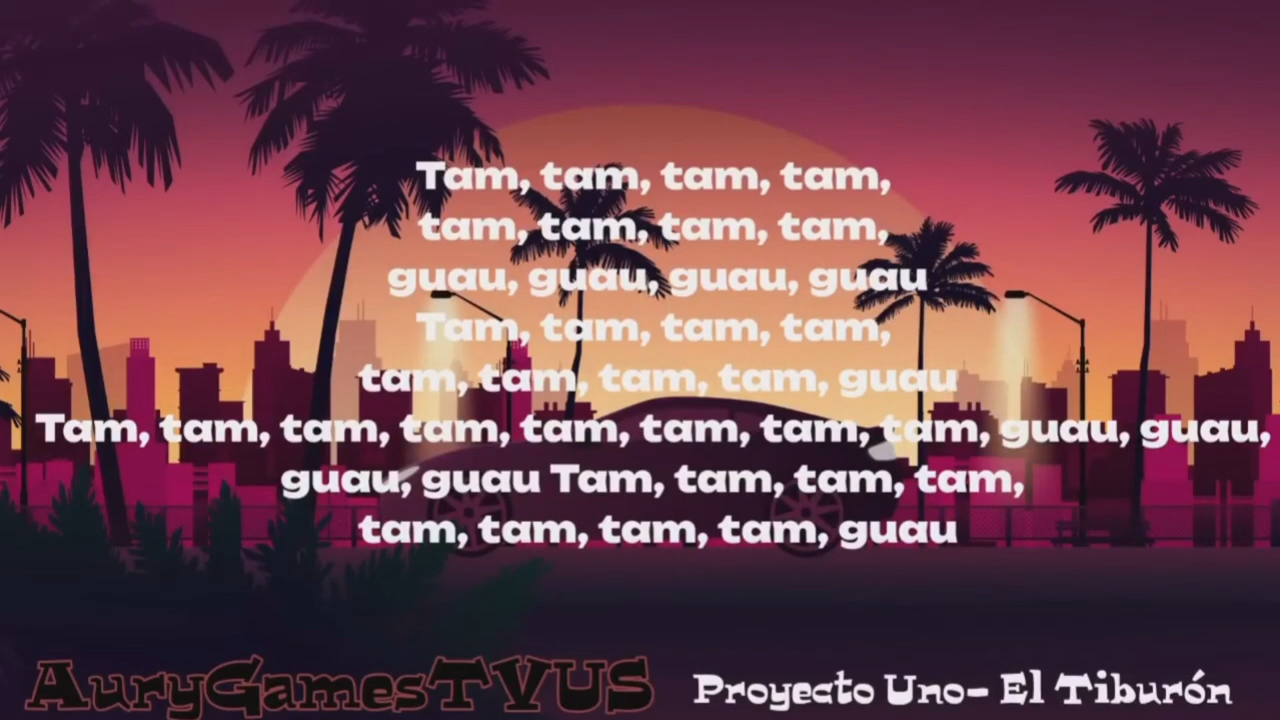 Tam, tam, tam, tam,
tam, tam, tam, tam,
guau, guau, guau, guau
Tam, tam, tam, tam,
tam, tam, tam, tam, guau
Tam, tam, tam, tam, tam, tam, tam, tam, guau, guau,
guau, guau Tam, tam, tam, tam,
tam, tam, tam, tam, guau
AuryGamesTVUS
Proyecto Uno- El Tiburón